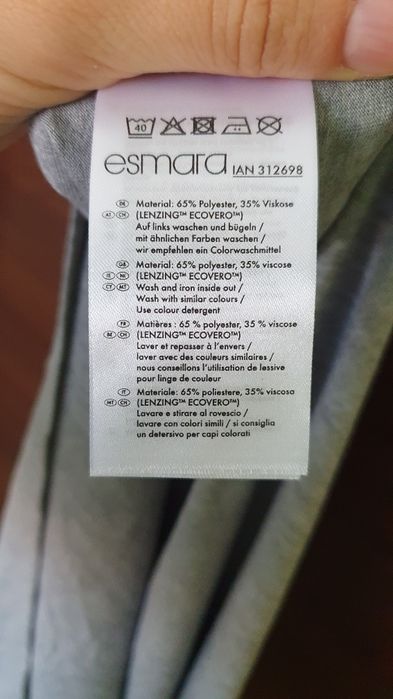 40
esmara IAN 312698
DE Material: 65% Polyester, 35% Viskose
AT CH (LENZING™ ECOVERO™)
Auf links waschen und bügeln /
mit ähnlichen Farben waschen /
wir empfehlen ein Colorwaschmittel
GB Material: 65% polyester, 35% viscose
IE NI (LENZING™ ECOVERO™)
CY MT Wash and iron inside out /
Wash with similar colours /
Use colour detergent
FR Matières : 65 % polyester, 35 % viscose
BE CH (LENZING™ ECOVERO™)
Laver et repasser à l'envers /
laver avec des couleurs similaires /
nous conseillons l'utilisation de lessive
pour linge de couleur
IT Materiale: 65% poliestere, 35% viscosa
MT CH (LENZING™ ECOVERO™)
Lavare e stirare al rovescio /
lavare con colori simili / si consiglia
un detersivo per capi colorati